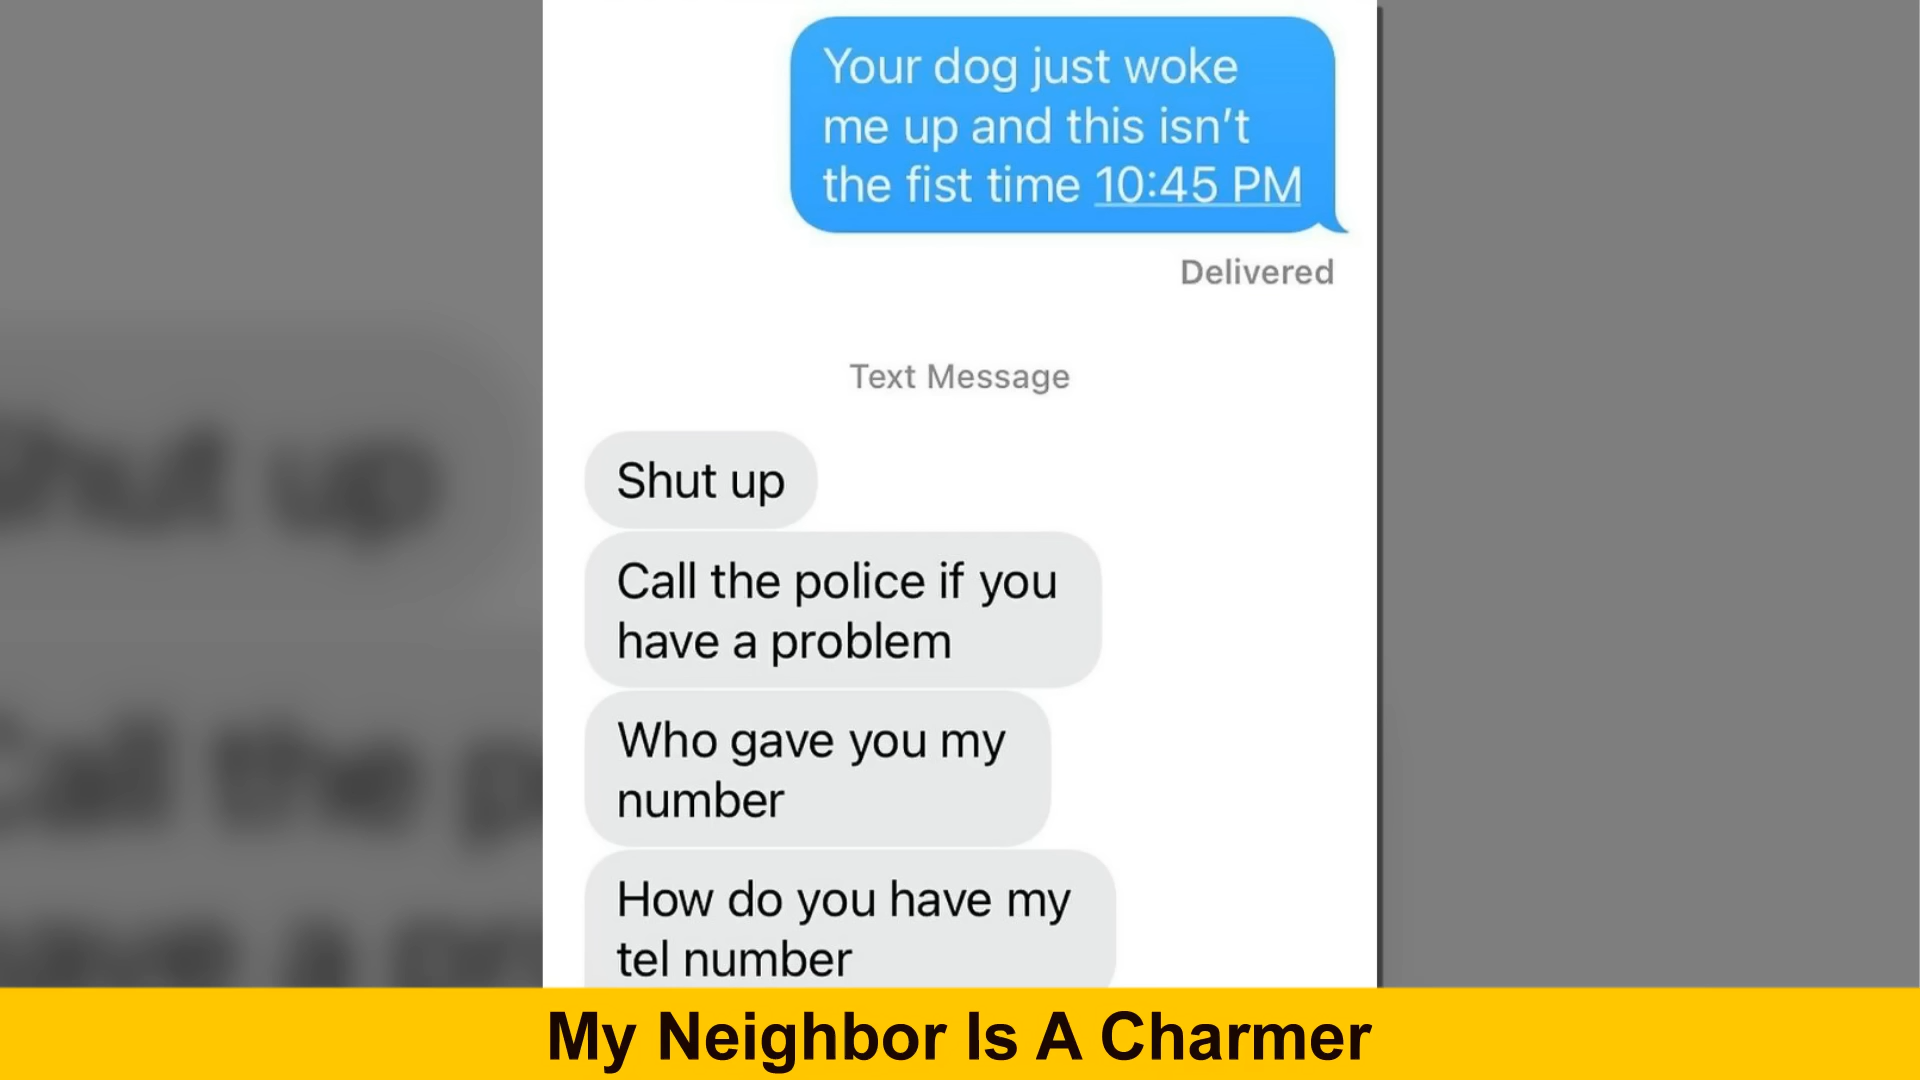 Your dog just woke
me up and this isn't
the fist time 10:45 PM
Delivered
Text Message
Shut up
Call the police if you
have a problem
Who gave you my
number
How do you have my
tel number
My Neighbor Is A Charmer